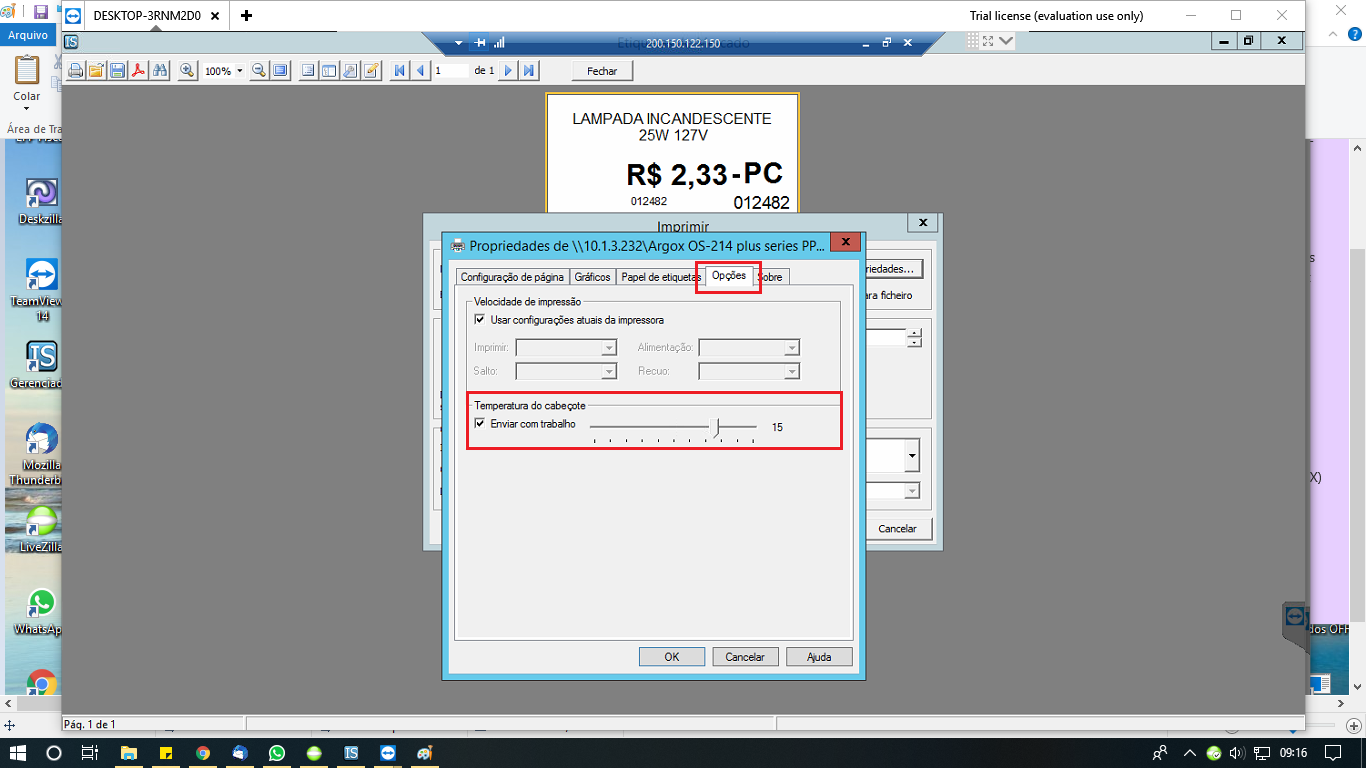 DESKTOP-3RNM2D0
Trial license (evaluation use only)
Arquivo
200.150.122.150
Colar
100%
1
de 1
Fechar
Área de Tra
LAMPADA INCANDESCENTE
25W 127V
R$ 2,33-PC
012482
012482
Deskzilla
Imprimir
Propriedades de \\10.1.3.232\Argox OS-214 plus series PP...
Configuração de página
Gráficos
Papel de etiquetas
Opções
Sobre
riedades...
ara ficheiro
Velocidade de impressão
Usar configurações atuais da impressora
Imprimir:
Alimentação:
Salto:
Recuo:
TeamView
14
Gerenciad
Temperatura do cabeçote
Enviar com trabalho
15
Mozilla
Thunderb
X)
Cancelar
LiveZilla
WhatsAp
dos OFF
OK
Cancelar
Ajuda
Pág. 1 de 1
09:16